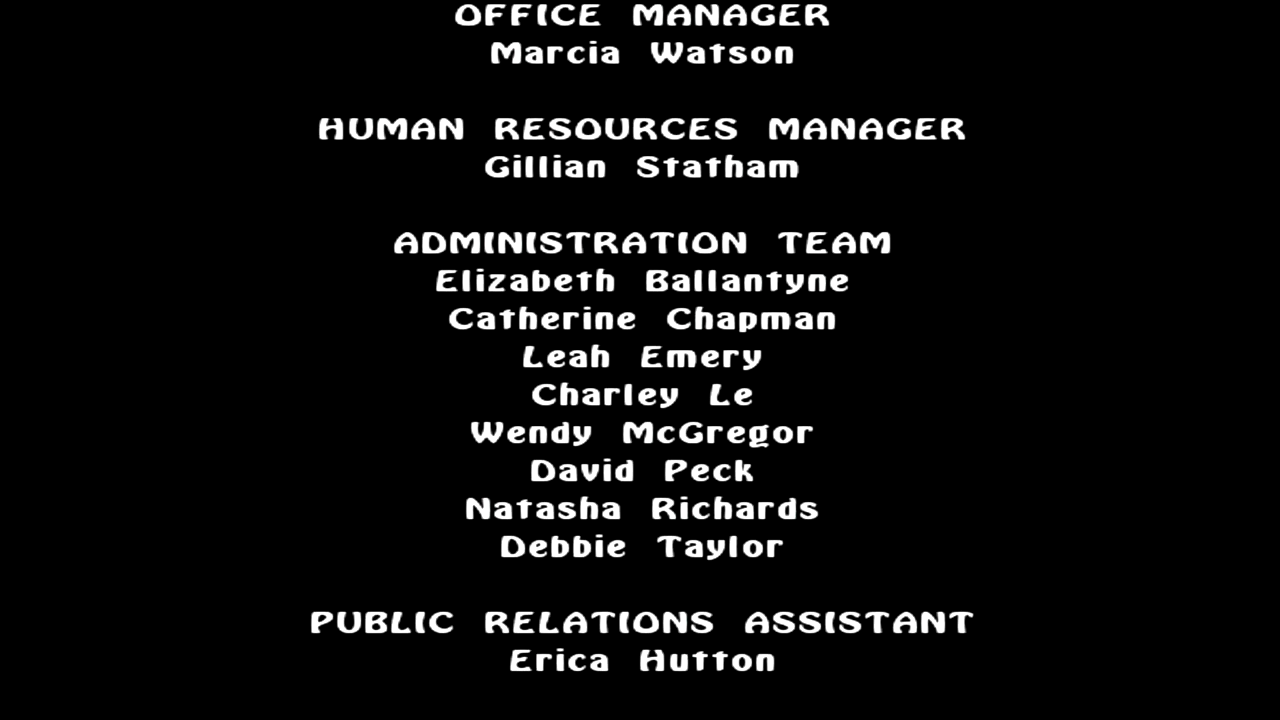 OFFICE MANAGER
Marcia Watson
HUMAN RESOURCES MANAGER
Gillian Statham
ADMINISTRATION TEAM
Elizabeth Ballantyne
Catherine Chapman
Leah Emery
Charley Le
Wendy McGregor
David Peck
Natasha Richards
Debbie Taylor
PUBLIC RELATIONS ASSISTANT
Erica Hutton